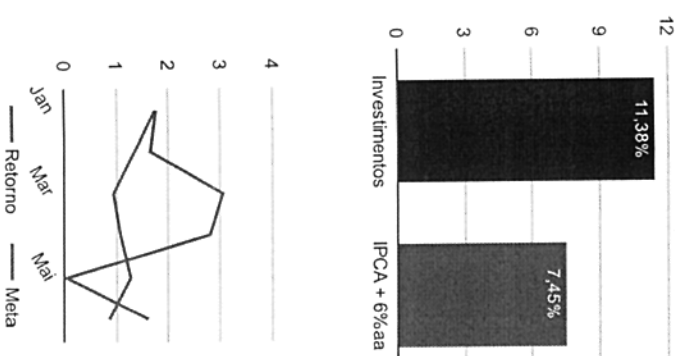 12
9
6
3
0
11,38%
7,45%
Investimentos
IPCA + 6%aa
4
3
2
1
0
Jan
Mar
Mai
Retorno
Meta